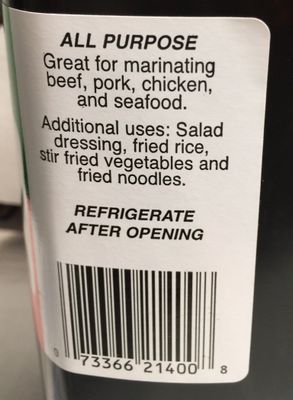 ALL PURPOSE
Great for marinating
beef, pork, chicken,
and seafood.
Additional uses: Salad
dressing, fried rice,
stir fried vegetables and
fried noodles.
REFRIGERATE
AFTER OPENING
0 73366 21400 8